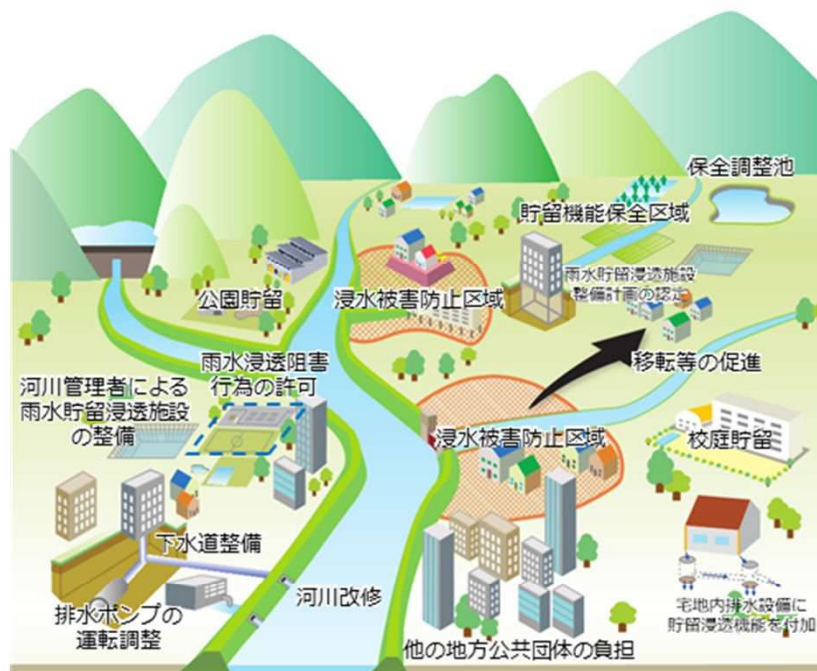 保全調整池
貯留機能保全区域
雨水貯留浸透施設
整備計画の認定
公園貯留
浸水被害防止区域
移転等の促進
雨水浸透阻害
行為の許可
河川管理者による
雨水貯留浸透施設
の整備
浸水被害防止区域
校庭貯留
下水道整備
河川改修
排水ポンプの
運転調整
他の地方公共団体の負担
宅地内排水設備に
貯留浸透機能を付加